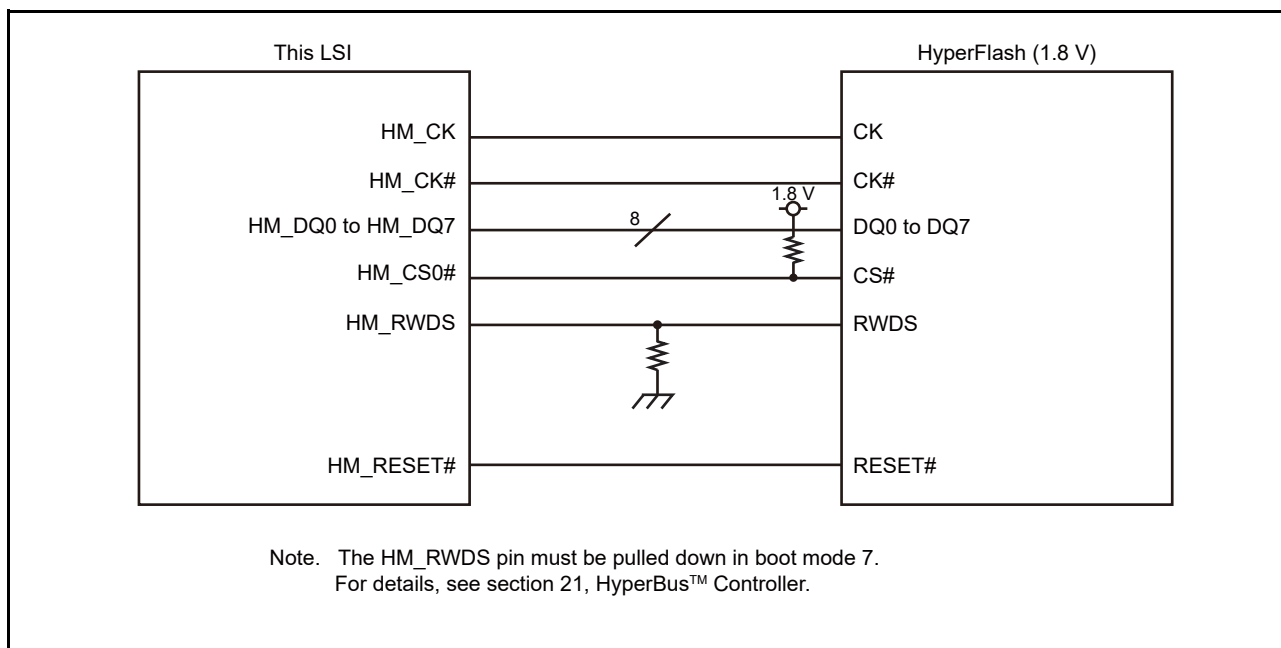 This LSI
HyperFlash (1.8 V)
HM_CK
CK
HM_CK#
CK#
1.8 V
HM_DQ0 to HM_DQ7
8
DQ0 to DQ7
HM_CS0#
CS#
HM_RWDS
RWDS
HM_RESET#
RESET#
Note. The HM_RWDS pin must be pulled down in boot mode 7.
For details, see section 21, HyperBus™ Controller.